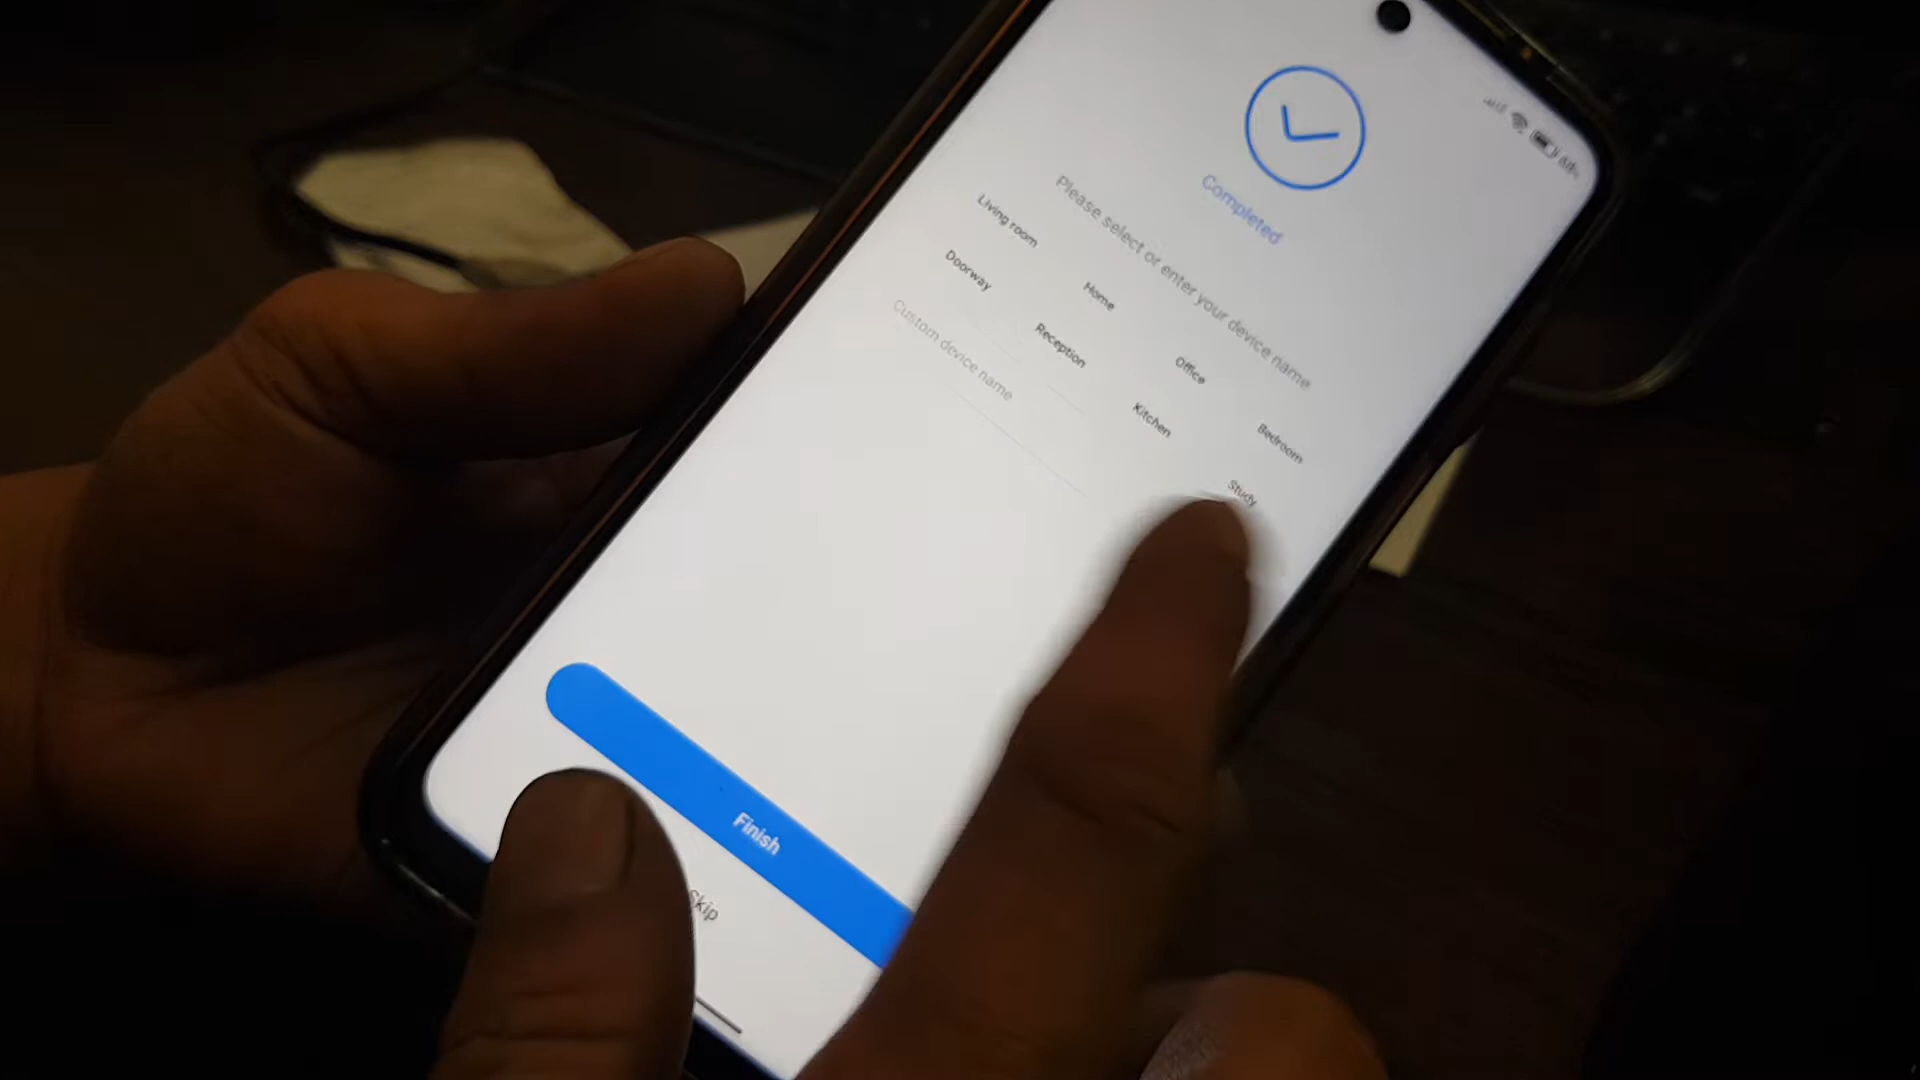 Completed
Please select or enter your device name
Living room Home Office Bedroom
Doorway Reception Kitchen Study
Custom device name
Finish
Skip